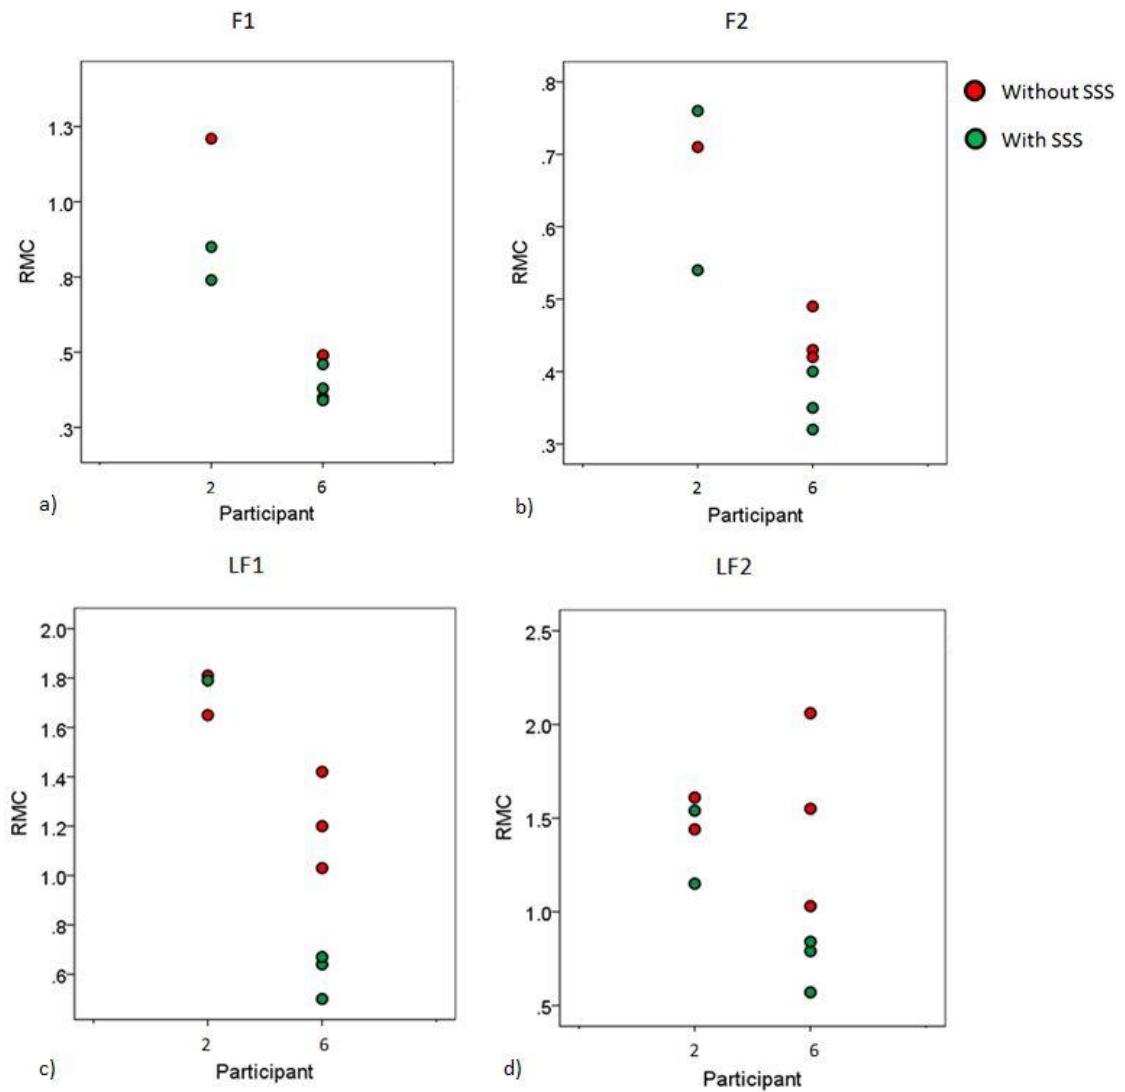 F1
F2
1.3
1.0
.8
.5
.3
RMC
2
6
Participant
a)
.8
.7
.6
.5
.4
.3
RMC
2
6
Participant
b)
Without SSS
With SSS
LF1
LF2
2.0
1.8
1.6
1.4
1.2
1.0
.8
.6
RMC
2
6
Participant
c)
2.5
2.0
1.5
1.0
.5
RMC
2
6
Participant
d)